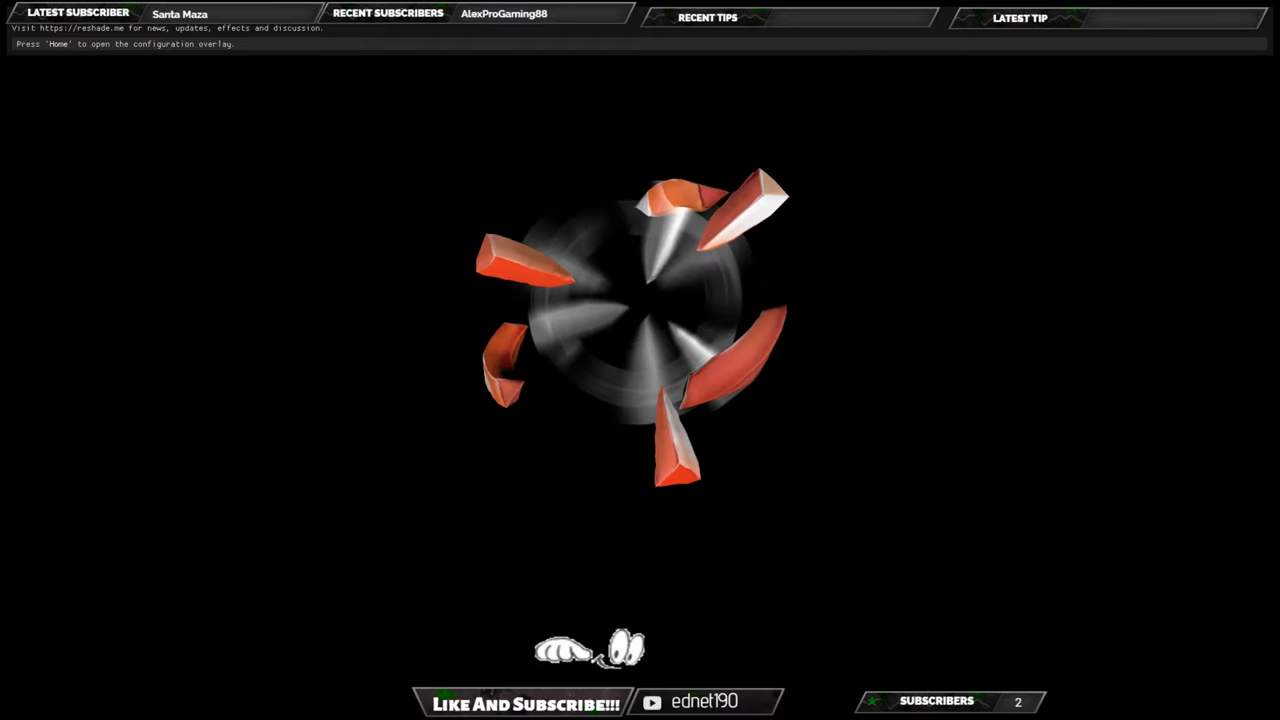 LATEST SUBSCRIBER Santa Maza RECENT SUBSCRIBERS AlexProGaming88 RECENT TIPS LATEST TIP
Visit https://reshade.me for news, updates, effects and discussion.
Press 'Home' to open the configuration overlay.
LIKE AND SUBSCRIBE!!! ednet190 SUBSCRIBERS 2